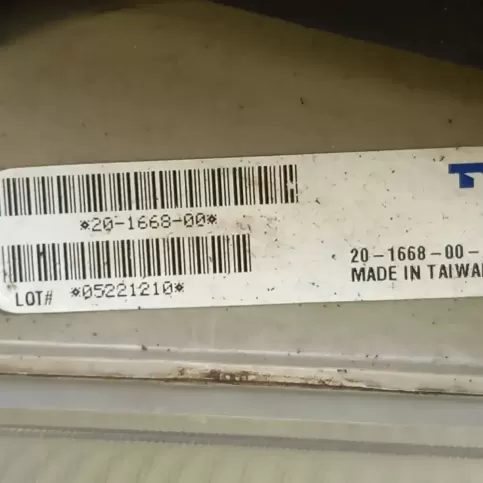 *20-1668-00*
20-1668-00-
LOT# *05221210*
MADE IN TAIWAN